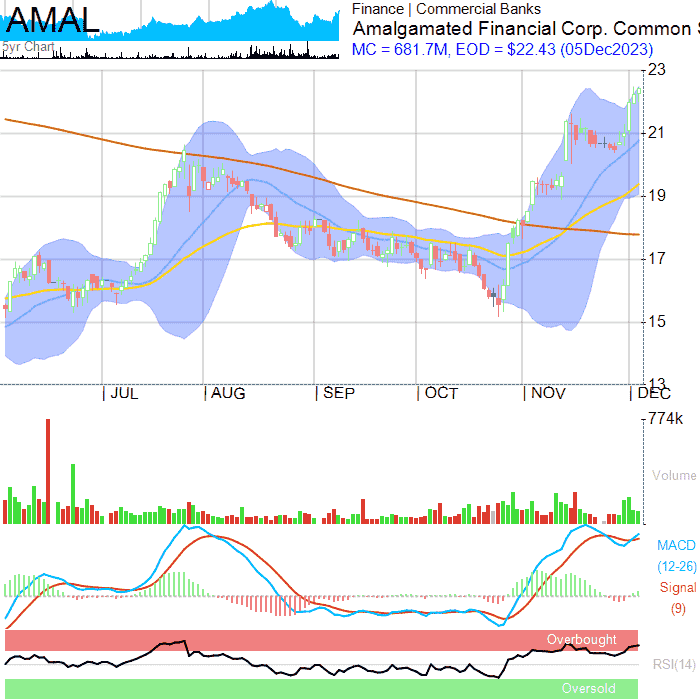 AMAL
5yr Chart
Finance | Commercial Banks
Amalgamated Financial Corp. Common S
MC = 681.7M, EOD = $22.43 (05Dec2023)
23
21
19
17
15
13
JUL
AUG
SEP
OCT
NOV
DEC
774k
Volume
MACD
(12-26)
Signal
(9)
Overbought
RSI(14)
Oversold